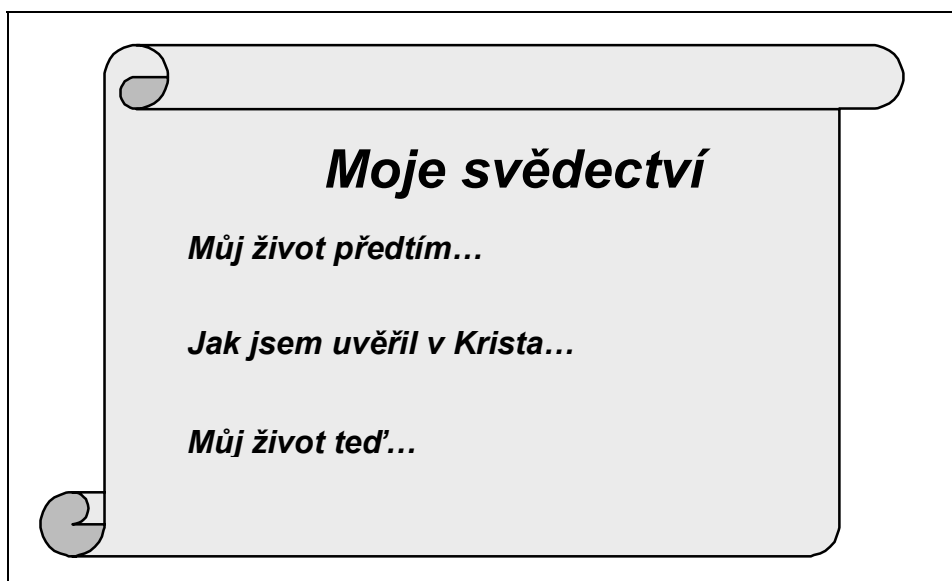 Moje svědectví
Můj život předtím…
Jak jsem uvěřil v Krista…
Můj život teď…